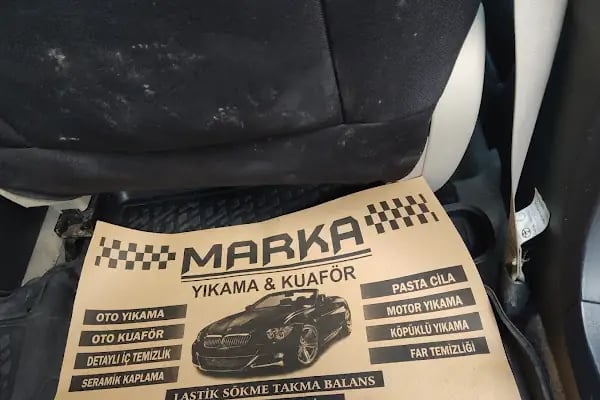 MARKA
YIKAMA & KUAFÖR
OTO YIKAMA
OTO KUAFÖR
DETAYLI İÇ TEMİZLİK
SERAMİK KAPLAMA
PASTA CİLA
MOTOR YIKAMA
KÖPÜKLÜ YIKAMA
FAR TEMİZLİĞİ
LASTİK SÖKME TAKMA BALANS